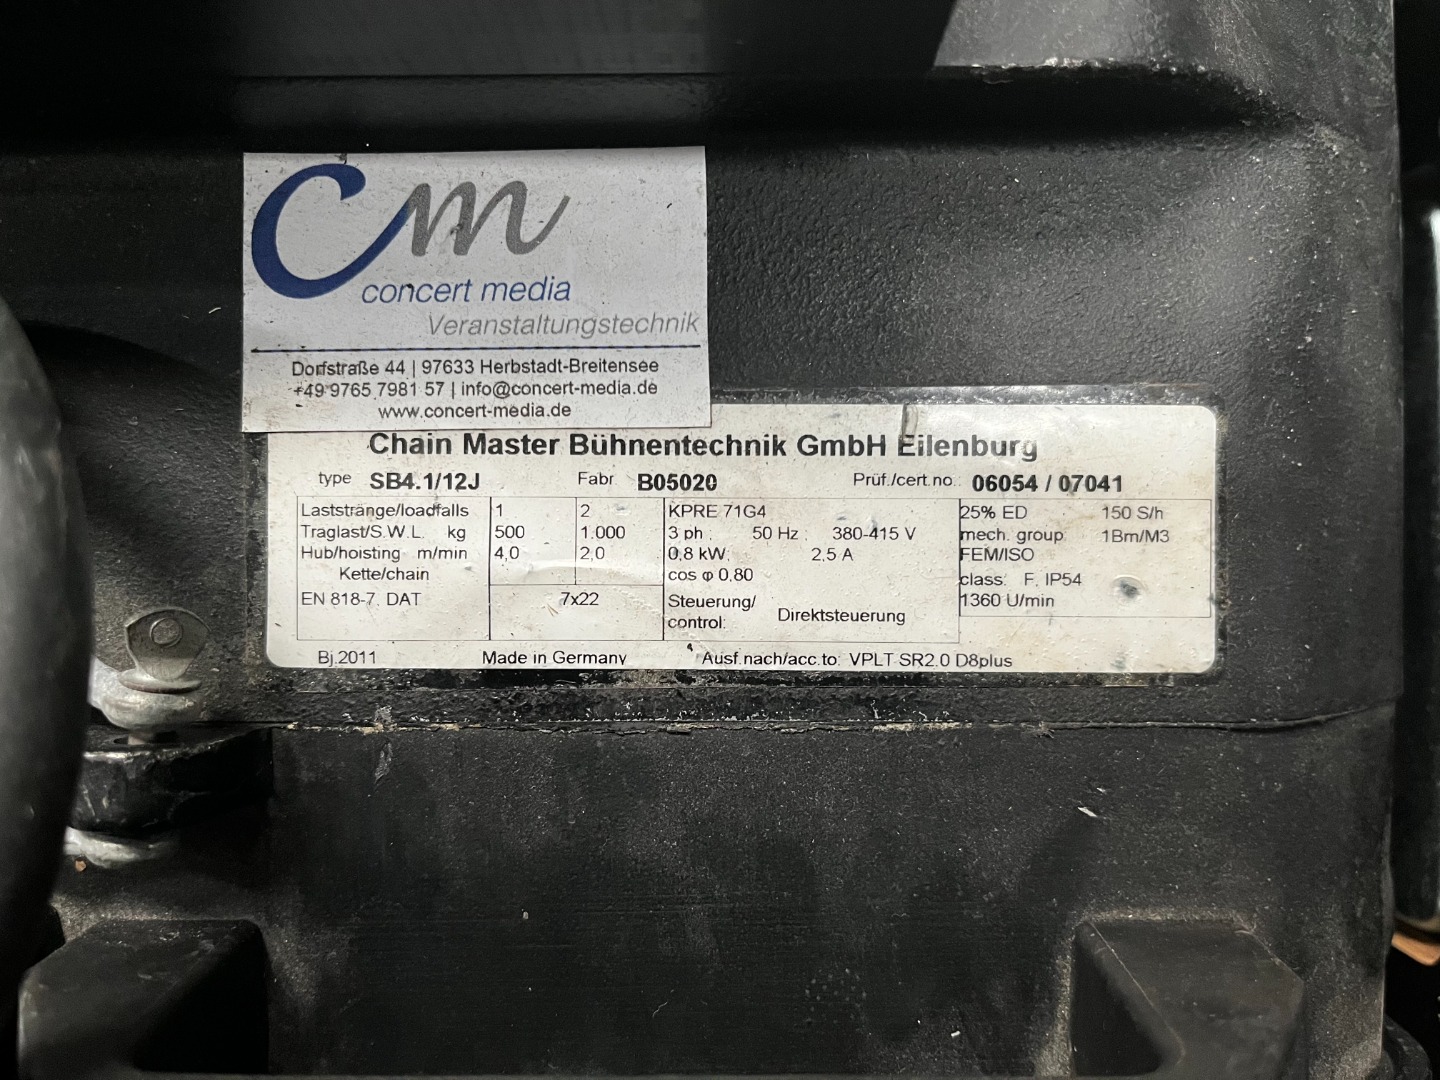 cm
concert media
Veranstaltungstechnik
Dorfstraße 44 | 97633 Herbstadt-Breitensee
+49 9765 7981 57 | info@concert-media.de
www.concert-media.de
Chain Master Bühnentechnik GmbH Eilenburg
type SB4.1/12J Fabr B05020 Prüf./cert.no.: 06054 / 07041
Laststränge/loadfalls 1 2 KPRE 71G4 25% ED 150 S/h
Traglast/S.W.L. kg 500 1.000 3 ph ; 50 Hz ; 380-415 V mech. group: 1Bm/M3
Hub/hoisting m/min 4,0 2,0 0,8 kW; 2,5 A FEM/ISO
Kette/chain cos φ 0,80 class: F, IP54
EN 818-7, DAT 7x22 Steuerung/ control: Direktsteuerung 1360 U/min
Bj.2011 Made in Germany Ausf.nach/acc.to: VPLT SR2.0 D8plus